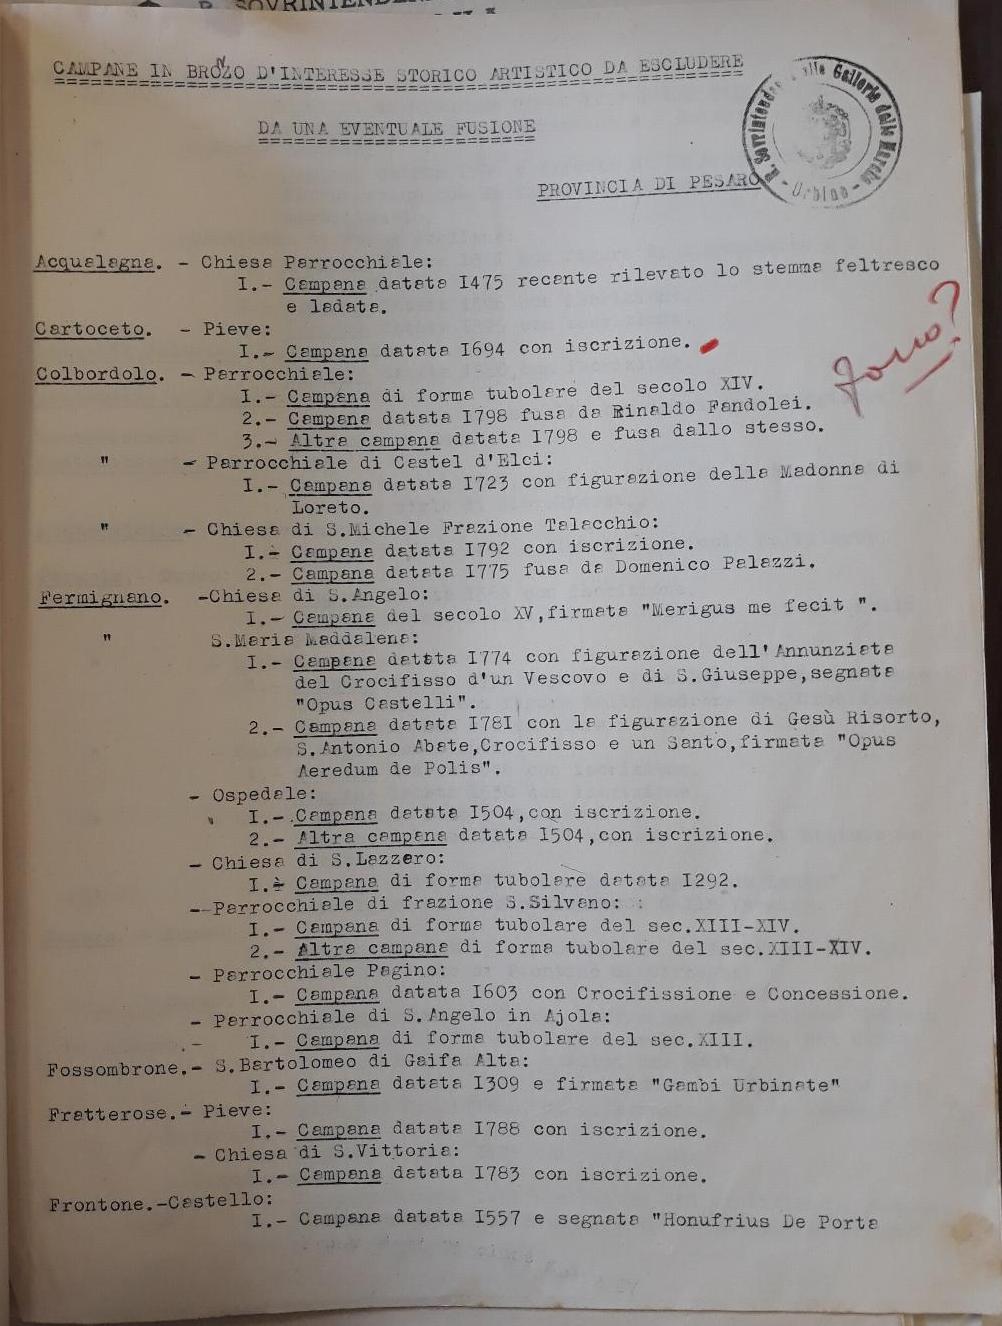 R. SOVRINTENDE
CAMPANE IN BROZO D'INTERESSE STORICO ARTISTICO DA ESCLUDERE
DA UNA EVENTUALE FUSIONE
R. Sovrintendenza alle Gallerie delle Marche - Urbino -
PROVINCIA DI PESARO
Acqualagna. - Chiesa Parrocchiale:
I.- Campana datata I475 recante rilevato lo stemma feltresco
e ladata.
Cartoceto. - Pieve:
I.- Campana datata I694 con iscrizione.
Colbordolo. - Parrocchiale:
I.- Campana di forma tubolare del secolo XIV.
2.- Campana datata I798 fusa da Rinaldo Pandolei.
3.- Altra campana datata I798 e fusa dallo stesso.
" - Parrocchiale di Castel d'Elci:
I.- Campana datata I723 con figurazione della Madonna di
Loreto.
" - Chiesa di S.Michele Frazione Talacchio:
I.- Campana datata I792 con iscrizione.
2.- Campana datata I775 fusa da Domenico Palazzi.
Fermignano. -Chiesa di S.Angelo:
I.- Campana del secolo XV,firmata "Merigus me fecit ".
" S.Maria Maddalena:
I.- Campana datata I774 con figurazione dell'Annunziata
del Crocifisso d'un Vescovo e di S.Giuseppe,segnata
"Opus Castelli".
2.- Campana datata I78I con la figurazione di Gesù Risorto,
S.Antonio Abate,Crocifisso e un Santo,firmata "Opus
Aeredum de Polis".
- Ospedale:
I.-.Campana datata I504,con iscrizione.
2.- Altra campana datata I504,con iscrizione.
- Chiesa di S.Lazzero:
I.- Campana di forma tubolare datata I292.
--Parrocchiale di frazione S.Silvano: :
I.- Campana di forma tubolare del sec.XIII-XIV.
2.- Altra campana di forma tubolare del sec.XIII-XIV.
- Parrocchiale Pagino:
I.- Campana datata I603 con Crocifissione e Concessione.
- Parrocchiale di S.Angelo in Ajola:
I.- Campana di forma tubolare del sec.XIII.
Fossombrone.- S.Bartolomeo di Gaifa Alta:
I.- Campana datata I309 e firmata "Gambi Urbinate"
Fratterose.- Pieve:
I.- Campana datata I788 con iscrizione.
- Chiesa di S.Vittoria:
I.- Campana datata I783 con iscrizione.
Frontone.-Castello:
I.- Campana datata I557 e segnata "Honufrius De Porta